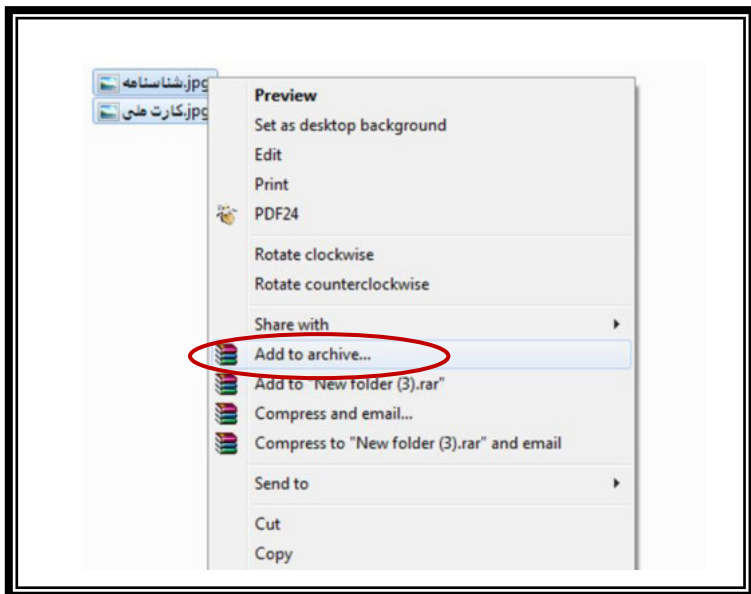 شناسنامه.jpg
کارت ملی.jpg
Preview
Set as desktop background
Edit
Print
PDF24
Rotate clockwise
Rotate counterclockwise
Share with
Add to archive...
Add to "New folder (3).rar"
Compress and email...
Compress to "New folder (3).rar" and email
Send to
Cut
Copy